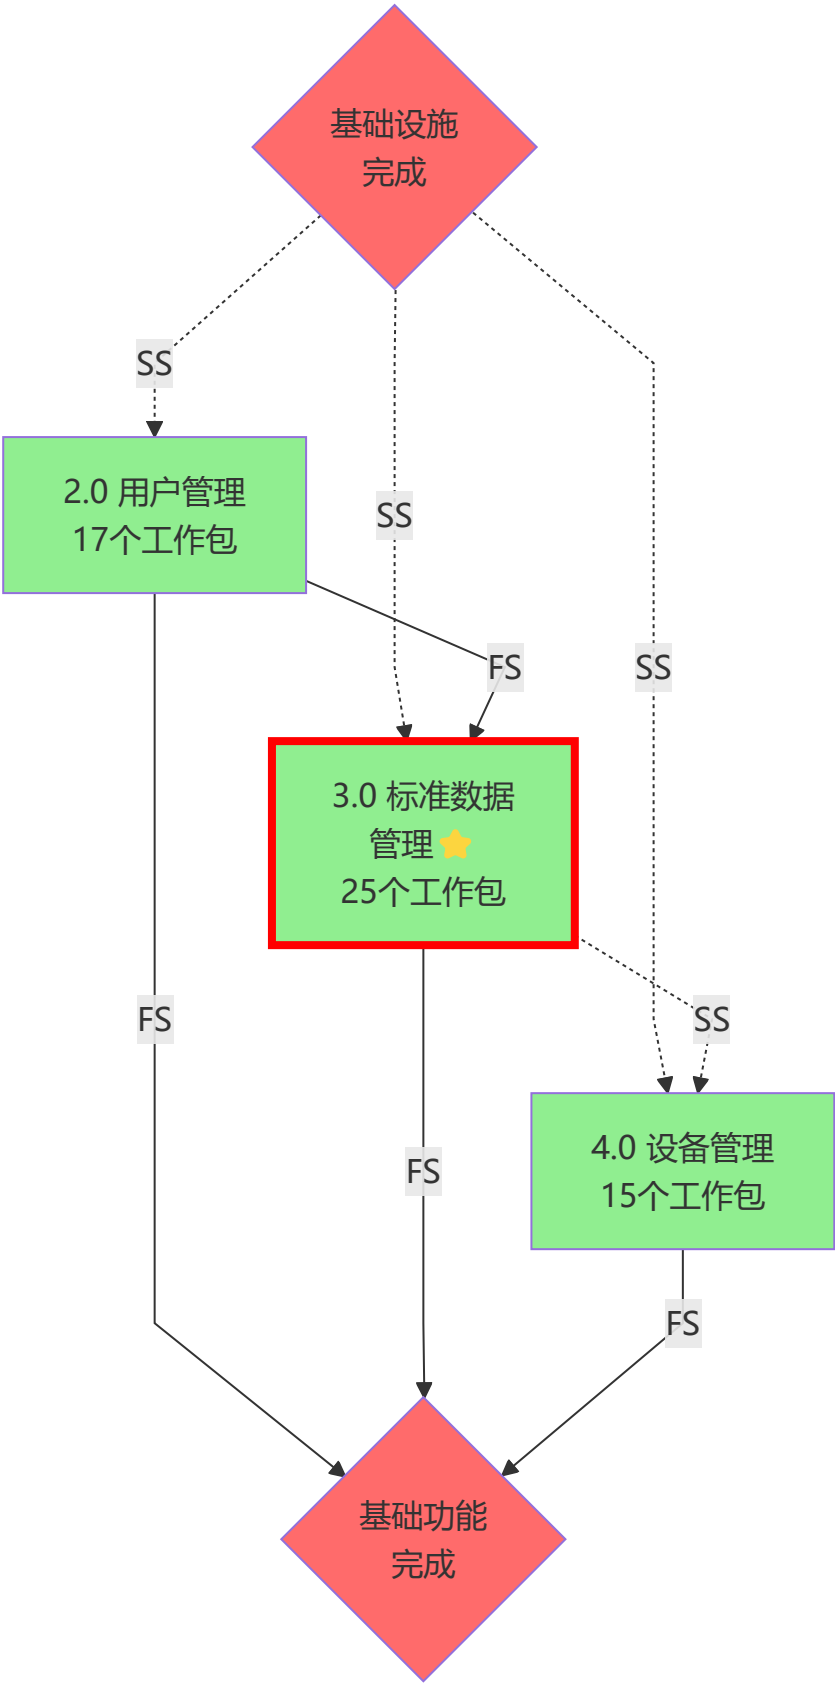 基础设施
完成
SS
2.0 用户管理
17个工作包
SS
FS
SS
3.0 标准数据
管理⭐
25个工作包
FS
SS
4.0 设备管理
15个工作包
FS
FS
基础功能
完成